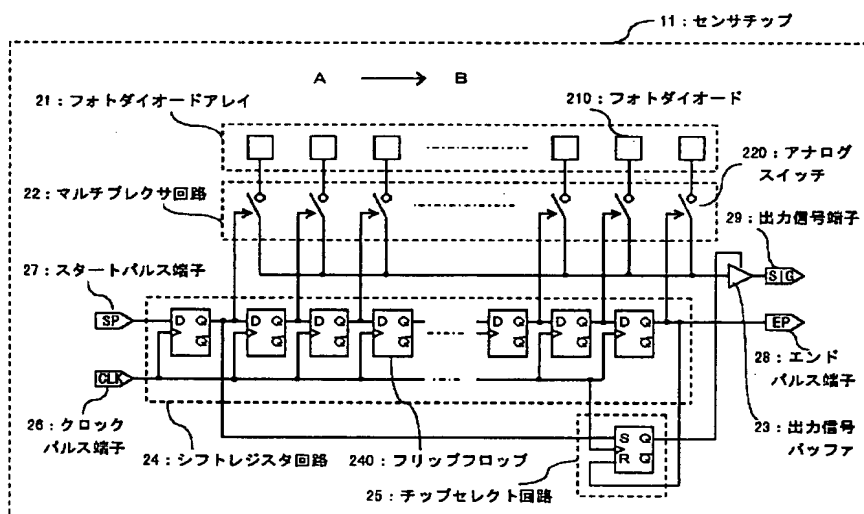 11：センサチップ
A
B
21：フォトダイオードアレイ
210：フォトダイオード
220：アナログ
スイッチ
22：マルチプレクサ回路
29：出力信号端子
27：スタートパルス端子
SIG
SP
D Q
Q
D Q
Q
D Q
Q
D Q
Q
D Q
Q
D Q
Q
D Q
Q
EP
28：エンド
パルス端子
CLK
26：クロック
パルス端子
S Q
R Q
23：出力信号
バッファ
24：シフトレジスタ回路
240：フリップフロップ
25：チップセレクト回路